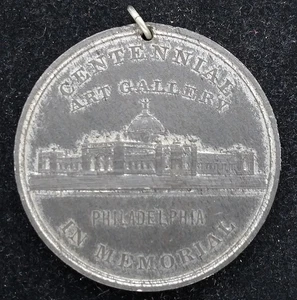 CENTENNIAL
ART GALLERY
PHILADELPHIA
IN MEMORIAL